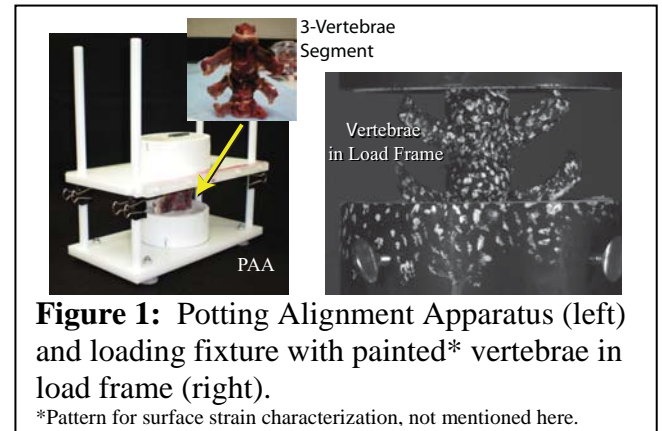 3-Vertebrae
Segment
Vertebrae
in Load Frame
PAA
Figure 1: Potting Alignment Apparatus (left)
and loading fixture with painted* vertebrae in
load frame (right).
*Pattern for surface strain characterization, not mentioned here.